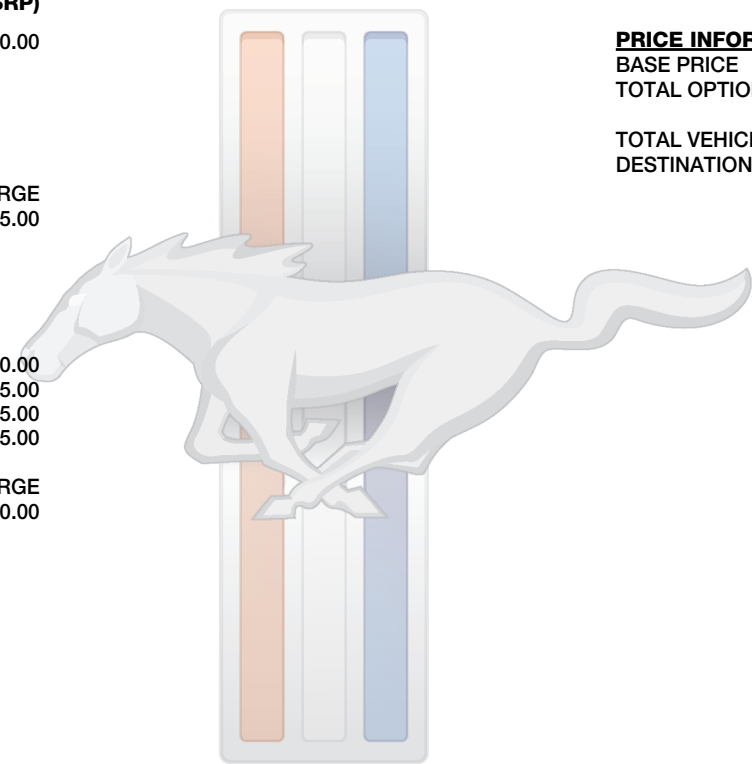 SRP)
0.00
RGE
5.00
0.00
5.00
5.00
5.00
RGE
0.00
PRICE INFOR
BASE PRICE
TOTAL OPTIO
TOTAL VEHIC
DESTINATION